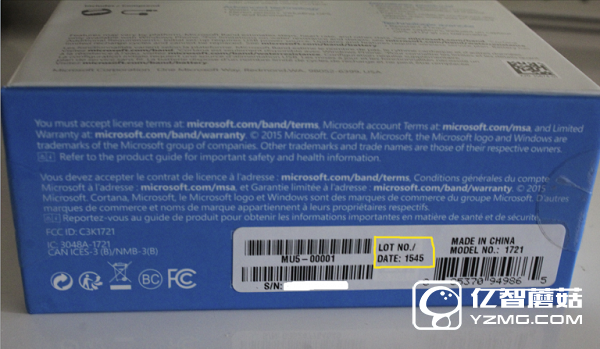 You must accept license terms at microsoft.com/band/terms, Microsoft account Terms at microsoft.com/msa, and Limited
Warranty at: microsoft.com/band/warranty. © 2015 Microsoft. Microsoft, Cortana, Microsoft, the Microsoft logo and Windows are
trademarks of the Microsoft group of companies. Other trademarks and trade names are those of their respective owners.
Refer to the product guide for important safety and health information.
Vous devez accepter le contrat de licence à l'adresse : microsoft.com/band/terms, Conditions générales du compte
Microsoft à l'adresse : microsoft.com/msa, et Garantie limitée à l'adresse : microsoft.com/band/warranty. © 2015
Microsoft. Cortana, Microsoft, le logo Microsoft et Windows sont des marques de commerce du groupe Microsoft. D'autres
marques de commerce et noms de marque appartiennent à leurs propriétaires respectifs.
Reportez-vous au guide de produit pour obtenir les informations importantes en matière de santé et de sécurité.
FCC ID: C3K1721
IC: 3048A-1721
CAN ICES-3 (B)/NMB-3(B)
BC
FC
MU5-00001
S/N:
LOT NO./
DATE: 1545
MADE IN CHINA
MODEL NO.: 1721
370 94986 5
亿智蘑菇
YZMG.COM